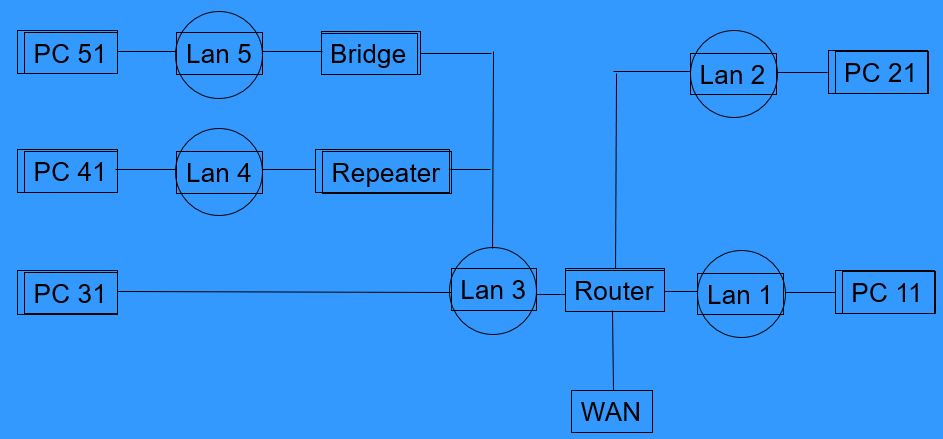 PC 51
Lan 5
Bridge
Lan 2
PC 21
PC 41
Lan 4
Repeater
PC 31
Lan 3
Router
Lan 1
PC 11
WAN